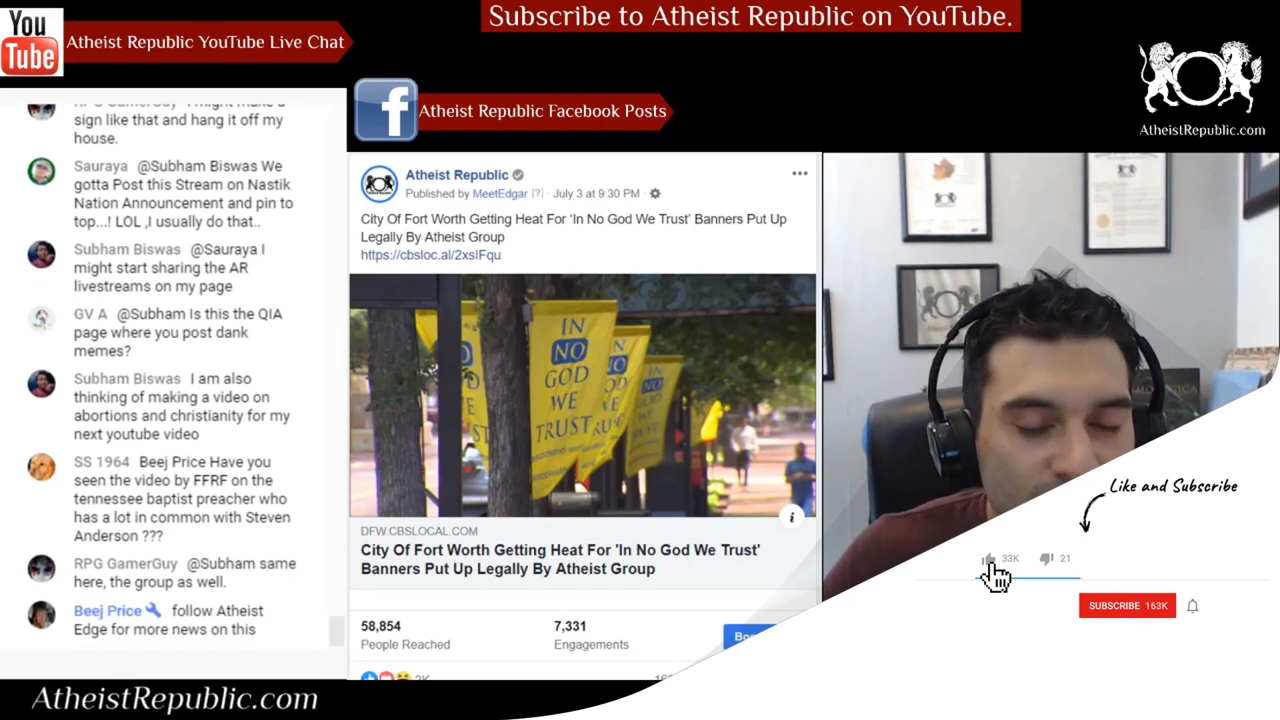 Subscribe to Atheist Republic on YouTube.
You
Tube
Atheist Republic YouTube Live Chat
AtheistRepublic.com
Atheist Republic Facebook Posts
f
RPG GamerGuy I might make a
sign like that and hang it off my
house.
Sauraya @Subham Biswas We
gotta Post this Stream on Nastik
Nation Announcement and pin to
top...! LOL ,I usually do that..
Subham Biswas @Sauraya I
might start sharing the AR
livestreams on my page
GV A @Subham Is this the QIA
page where you post dank
memes?
Subham Biswas I am also
thinking of making a video on
abortions and christianity for my
next youtube video
SS 1964 Beej Price Have you
seen the video by FFRF on the
tennessee baptist preacher who
has a lot in common with Steven
Anderson ???
RPG GamerGuy @Subham same
here, the group as well.
Beej Price follow Atheist
Edge for more news on this
Atheist Republic
Published by MeetEdgar [?] · July 3 at 9:30 PM ·
City Of Fort Worth Getting Heat For 'In No God We Trust' Banners Put Up
Legally By Atheist Group
https://cbsloc.al/2xsIFqu
IN
NO
GOD
WE
TRUST
DFW.CBSLOCAL.COM
City Of Fort Worth Getting Heat For 'In No God We Trust'
Banners Put Up Legally By Atheist Group
58,854
People Reached
7,331
Engagements
Like and Subscribe
33K
21
SUBSCRIBE 163K
AtheistRepublic.com